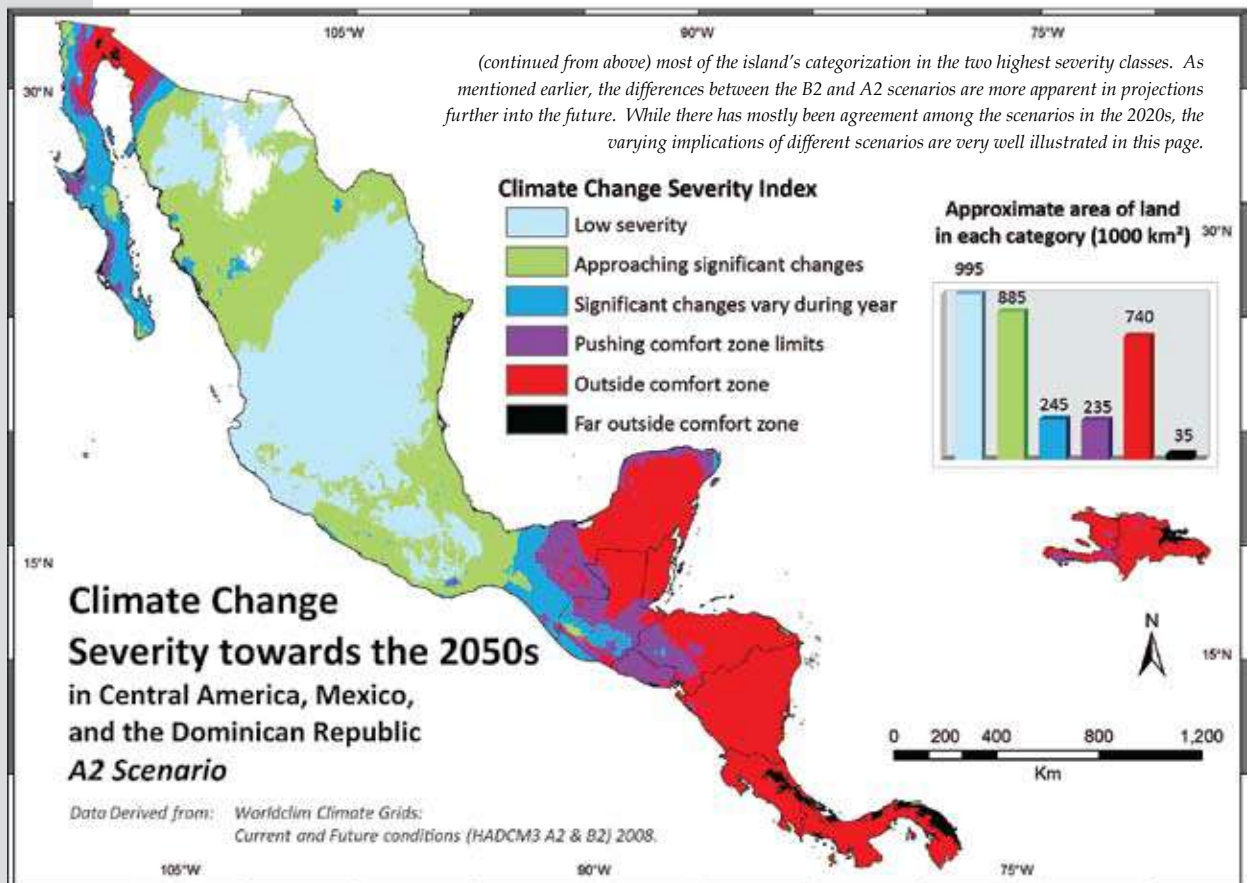 105°W
90°W
75°W
(continued from above) most of the island's categorization in the two highest severity classes. As
mentioned earlier, the differences between the B2 and A2 scenarios are more apparent in projections
further into the future. While there has mostly been agreement among the scenarios in the 2020s, the
varying implications of different scenarios are very well illustrated in this page.
30°N
Climate Change Severity Index
Low severity
Approaching significant changes
Significant changes vary during year
Pushing comfort zone limits
Outside comfort zone
Far outside comfort zone
Approximate area of land
in each category (1000 km²)
30°N
995
885
245
235
740
35
15°N
Climate Change
Severity towards the 2050s
in Central America, Mexico,
and the Dominican Republic
A2 Scenario
Data Derived from: Worldclim Climate Grids:
Current and Future conditions (HADCM3 A2 & B2) 2008.
N
15°N
0 200 400 800 1,200
Km
105°W
90°W
75°W